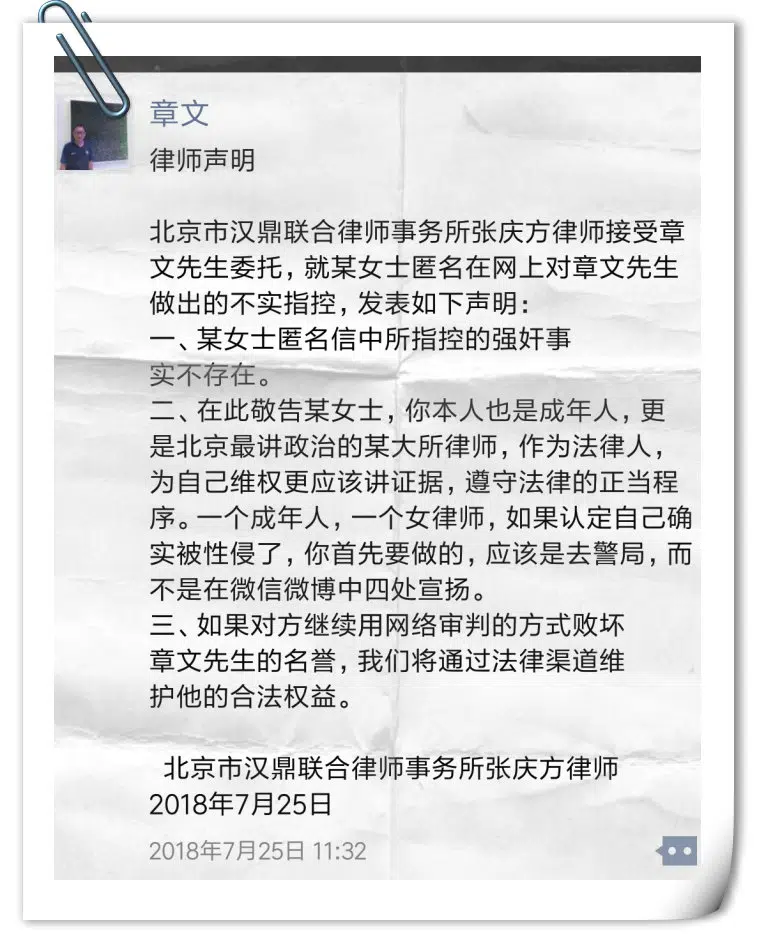 章文
律师声明
北京市汉鼎联合律师事务所张庆方律师接受章
文先生委托，就某女士匿名在网上对章文先生
做出的不实指控，发表如下声明：
一、某女士匿名信中所指控的强奸事
实不存在。
二、在此敬告某女士，你本人也是成年人，更
是北京最讲政治的某大所律师，作为法律人，
为自己维权更应该讲证据，遵守法律的正当程
序。一个成年人，一个女律师，如果认定自己确
实被性侵了，你首先要做的，应该是去警局，而
不是在微信微博中四处宣扬。
三、如果对方继续用网络审判的方式败坏
章文先生的名誉，我们将通过法律渠道维
护他的合法权益。
北京市汉鼎联合律师事务所张庆方律师
2018年7月25日
2018年7月25日 11:32